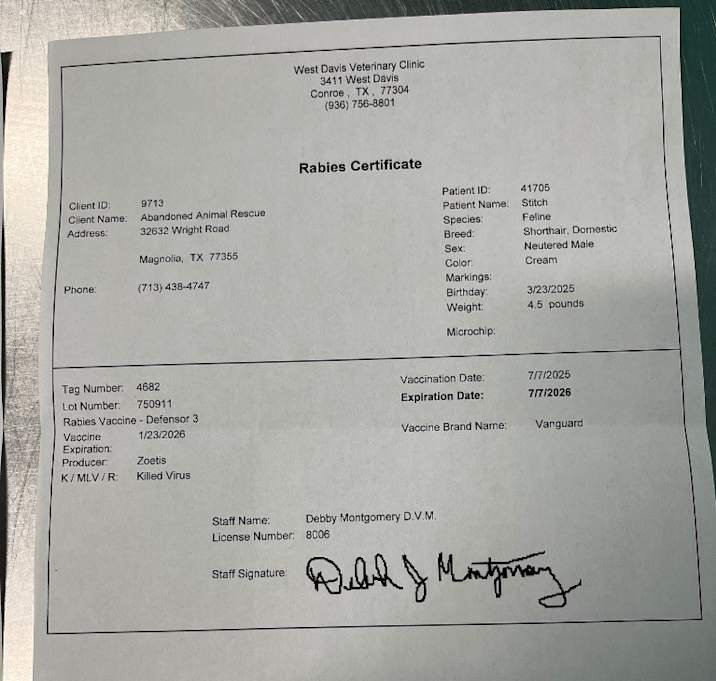 West Davis Veterinary Clinic
3411 West Davis
Conroe , TX , 77304
(936) 756-8801
Rabies Certificate
Client ID: 9713
Client Name: Abandoned Animal Rescue
Address: 32632 Wright Road
Magnolia, TX 77355
Phone: (713) 438-4747
Patient ID: 41705
Patient Name: Stitch
Species: Feline
Breed: Shorthair, Domestic
Sex: Neutered Male
Color: Cream
Markings:
Birthday: 3/23/2025
Weight: 4.5 pounds
Microchip:
Tag Number: 4682
Lot Number: 750911
Rabies Vaccine - Defensor 3
Vaccine 1/23/2026
Expiration:
Producer: Zoetis
K / MLV / R: Killed Virus
Vaccination Date: 7/7/2025
Expiration Date: 7/7/2026
Vaccine Brand Name: Vanguard
Staff Name: Debby Montgomery D.V.M.
License Number: 8006
Staff Signature: Debbh J Montgomery